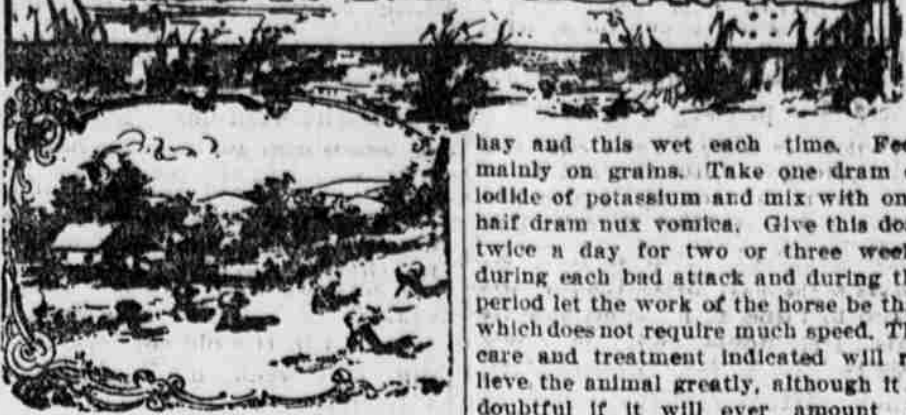 hay and this wet each time. Fee
mainly on grains. Take one dram
iodide of potassium and mix with on
half dram nux vomica. Give this do
twice a day for two or three week
during each bad attack and during th
period let the work of the horse be th
which does not require much speed. Th
care and treatment indicated will r
lieve the animal greatly, although it
doubtful if it will ever amount